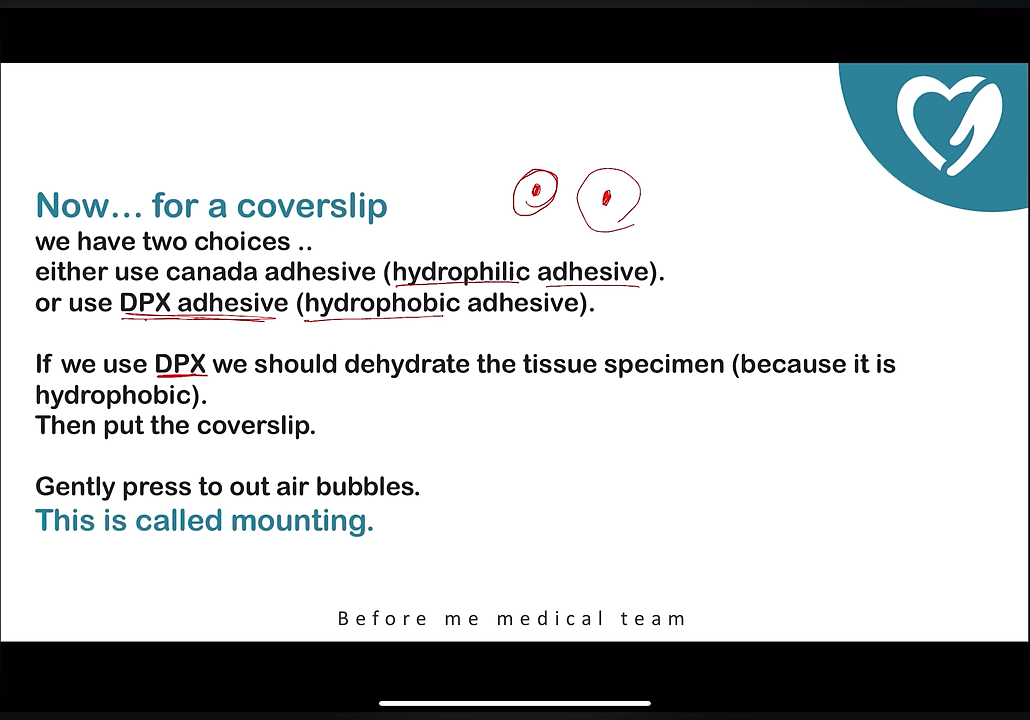 Now... for a coverslip
we have two choices ..
either use canada adhesive (hydrophilic adhesive).
or use DPX adhesive (hydrophobic adhesive).
If we use DPX we should dehydrate the tissue specimen (because it is
hydrophobic).
Then put the coverslip.
Gently press to out air bubbles.
This is called mounting.
Before me medical team